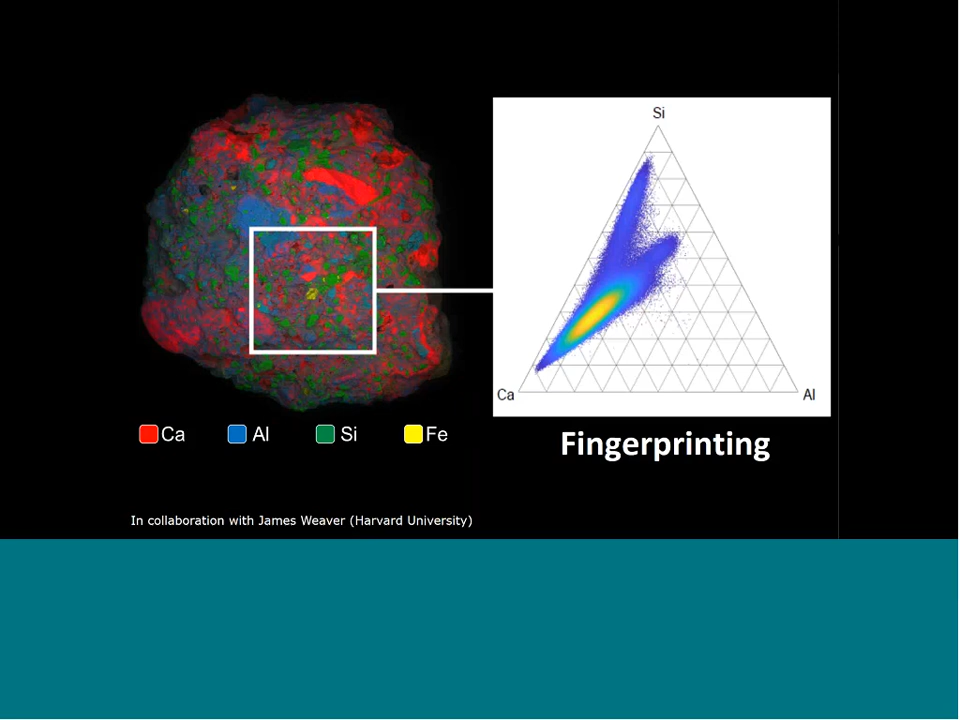 Si
Ca
Al
Ca
Al
Si
Fe
Fingerprinting
In collaboration with James Weaver (Harvard University)